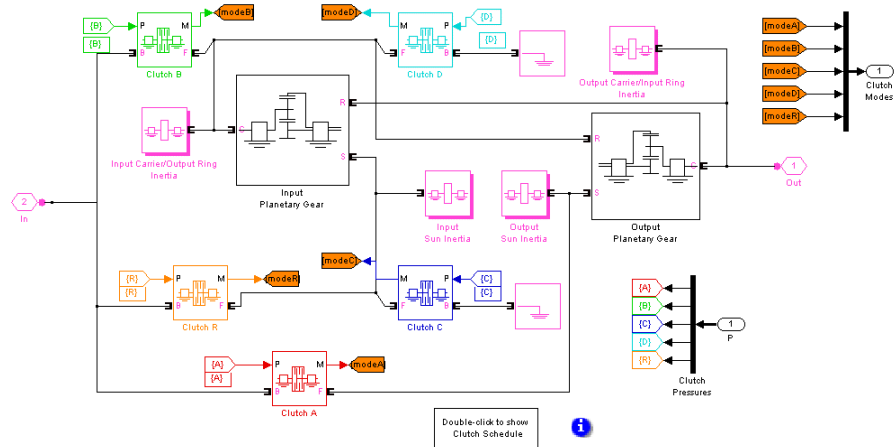 {B}
{B}
P
M
B
F
Clutch B
[modeB]
[modeD]
M
P
F
B
Clutch D
{D}
{D}
Output Carrier/Input Ring
Inertia
[modeA]
[modeB]
[modeC]
[modeD]
[modeR]
1
Clutch
Modes
Input Carrier/Output Ring
Inertia
C
R
S
Input
Planetary Gear
R
S
C
Output
Planetary Gear
1
Out
2
In
Input
Sun Inertia
Output
Sun Inertia
{R}
{R}
P
M
B
F
Clutch R
[modeR]
[modeC]
M
P
F
B
Clutch C
{C}
{C}
{A}
{B}
{C}
{D}
{R}
1
P
Clutch
Pressures
{A}
{A}
P
M
B
F
Clutch A
[modeA]
Double-click to show
Clutch Schedule
i